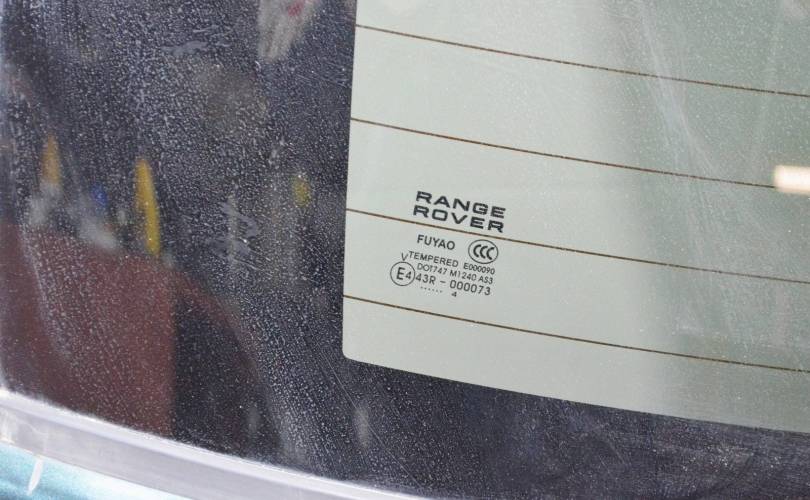 RANGE
ROVER
FUYAO CCC
TEMPERED E000090
V DOT747 M1240 AS3
E4 43R - 000073
...... 4